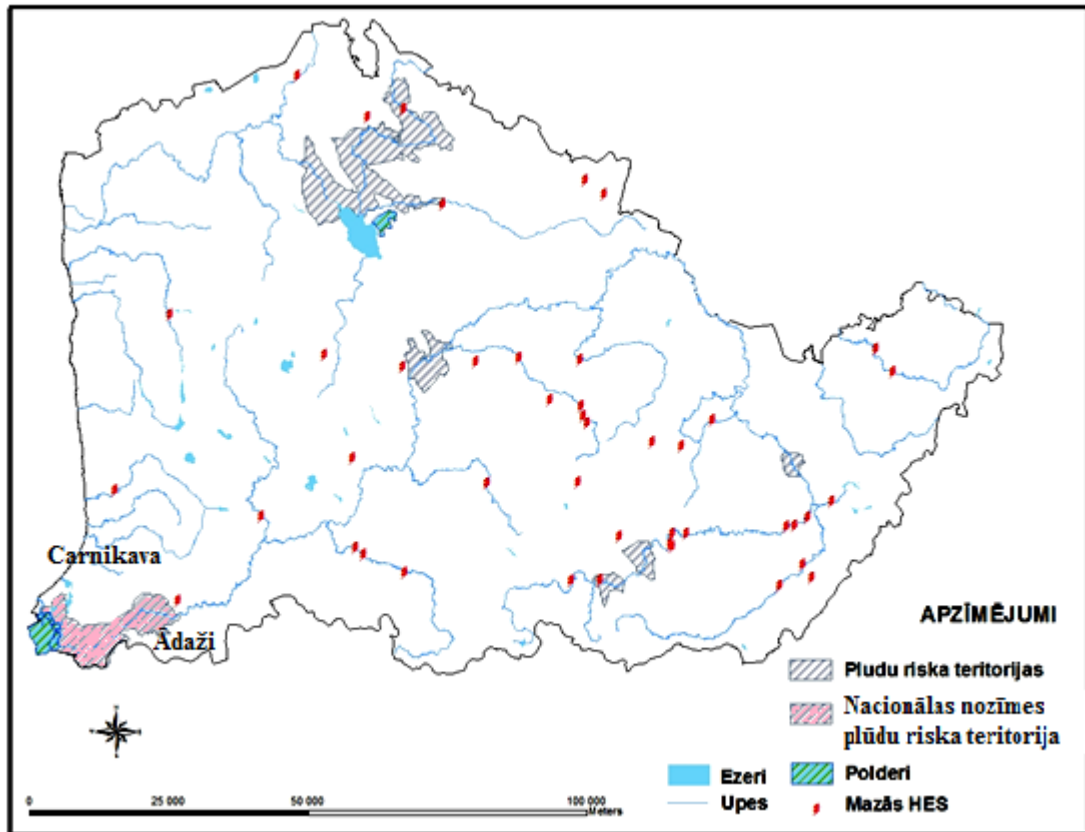 Carnikava
Ādaži
APZĪMĒJUMI
Pludu riska teritorijas
Nacionālas nozīmes
plūdu riska teritorija
Ezeri
Polderi
Upes
Mazās HES
0
25 000
50 000
100 000
Meters